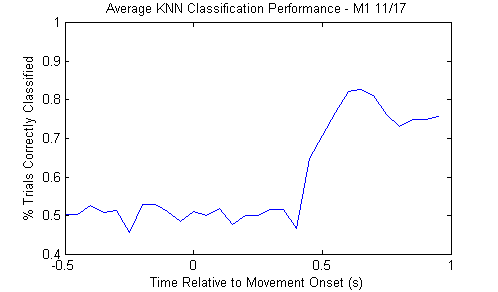 Average KNN Classification Performance - M1 11/17
% Trials Correctly Classified
1
0.9
0.8
0.7
0.6
0.5
0.4
-0.5 0 0.5 1
Time Relative to Movement Onset (s)